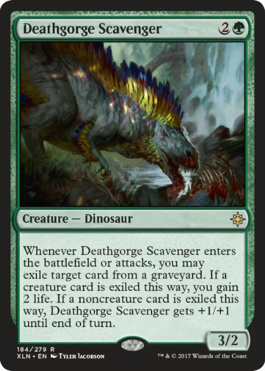 Deathgorge Scavenger 2
Creature — Dinosaur
Whenever Deathgorge Scavenger enters
the battlefield or attacks, you may
exile target card from a graveyard. If a
creature card is exiled this way, you gain
2 life. If a noncreature card is exiled this
way, Deathgorge Scavenger gets +1/+1
until end of turn.
3/2
184/279 R
XLN • EN TYLER JACOBSON
™ & © 2017 Wizards of the Coast